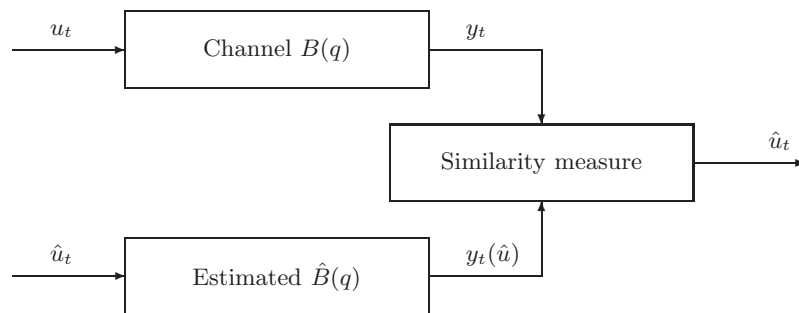 u_t
Channel B(q)
y_t
Similarity measure
û_t
û_t
Estimated B̂(q)
y_t(û)